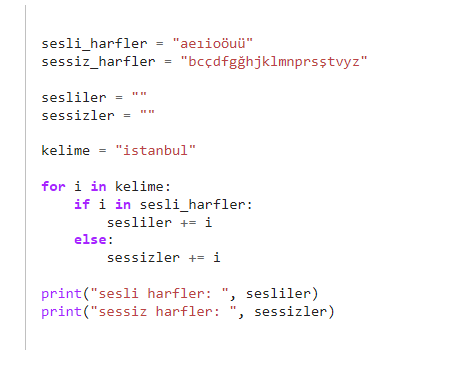 sesli_harfler = "aeıioöuü"
sessiz_harfler = "bcçdfgğhjklmnprsştvyz"
sesliler = ""
sessizler = ""
kelime = "istanbul"
for i in kelime:
    if i in sesli_harfler:
        sesliler += i
    else:
        sessizler += i
print("sesli harfler: ", sesliler)
print("sessiz harfler: ", sessizler)